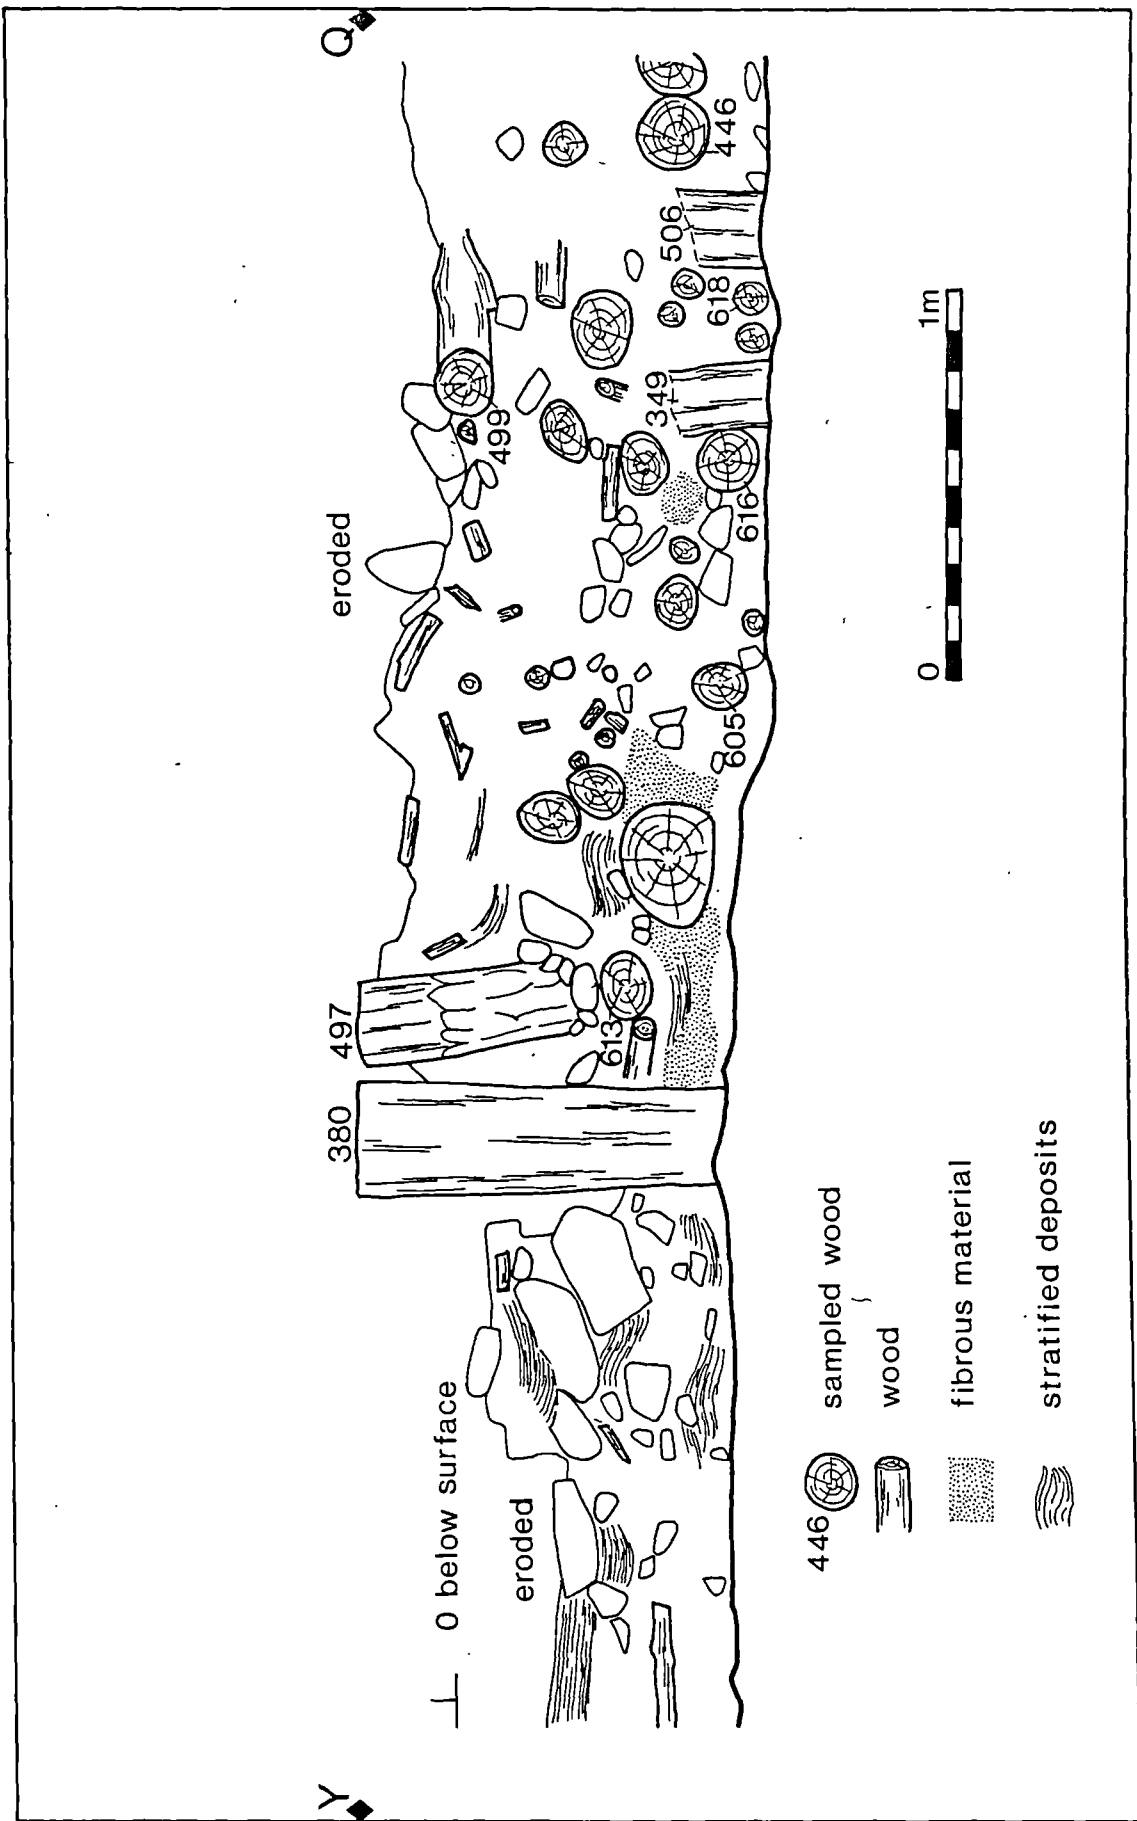 Y
Q
380
497
eroded
0 below surface
eroded
499
613
349
506
618
446
616
605
0
1m
446
sampled wood
wood
fibrous material
stratified deposits